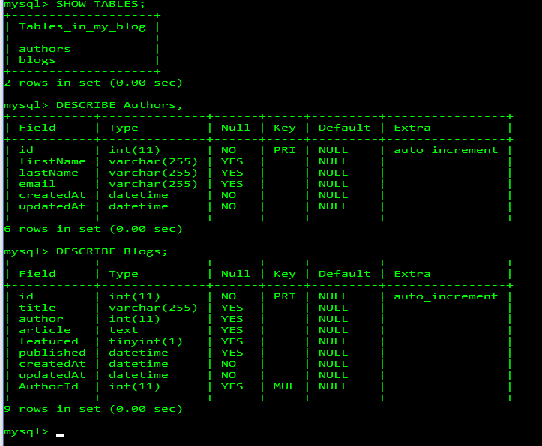 mysql> SHOW TABLES;
+--------------------+
| Tables_in_my_blog |
| authors |
| blogs |
+--------------------+
2 rows in set (0.00 sec)
mysql> DESCRIBE Authors;
| Field | Type | Null | Key | Default | Extra |
| id | int(11) | NO | PRI | NULL | auto_increment |
| firstName | varchar(255) | YES | | NULL | |
| lastName | varchar(255) | YES | | NULL | |
| email | varchar(255) | YES | | NULL | |
| createdAt | datetime | NO | | NULL | |
| updatedAt | datetime | NO | | NULL | |
6 rows in set (0.00 sec)
mysql> DESCRIBE Blogs;
| Field | Type | Null | Key | Default | Extra |
| id | int(11) | NO | PRI | NULL | auto_increment |
| title | varchar(255) | YES | | NULL | |
| author | int(11) | YES | | NULL | |
| article | text | YES | | NULL | |
| featured | tinyint(1) | YES | | NULL | |
| published | datetime | YES | | NULL | |
| createdAt | datetime | NO | | NULL | |
| updatedAt | datetime | NO | | NULL | |
| AuthorId | int(11) | YES | MUL | NULL | |
9 rows in set (0.00 sec)
mysql>